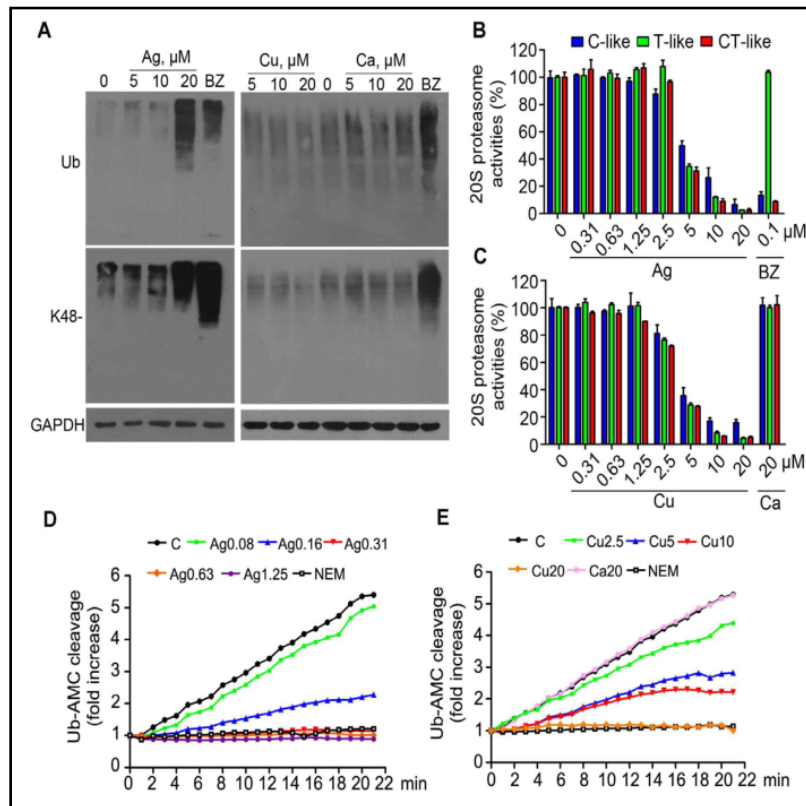 A
Ag, μM
0 5 10 20 BZ
Cu, μM Ca, μM
5 10 20 0 5 10 20 BZ
Ub
K48-
GAPDH
B
C-like T-like CT-like
20S proteasome
activities (%)
120
100
80
60
40
20
0
0 0.31 0.63 1.25 2.5 5 10 20 0.1 μM
Ag BZ
C
20S proteasome
activities (%)
120
100
80
60
40
20
0
0 0.31 0.63 1.25 2.5 5 10 20 20 μM
Cu Ca
D
C Ag0.08 Ag0.16 Ag0.31
Ag0.63 Ag1.25 NEM
Ub-AMC cleavage
(fold increase)
6
5
4
3
2
1
0
0 2 4 6 8 10 12 14 16 18 20 22 min
E
C Cu2.5 Cu5 Cu10
Cu20 Ca20 NEM
Ub-AMC cleavage
(fold increase)
6
5
4
3
2
1
0
0 2 4 6 8 10 12 14 16 18 20 22 min